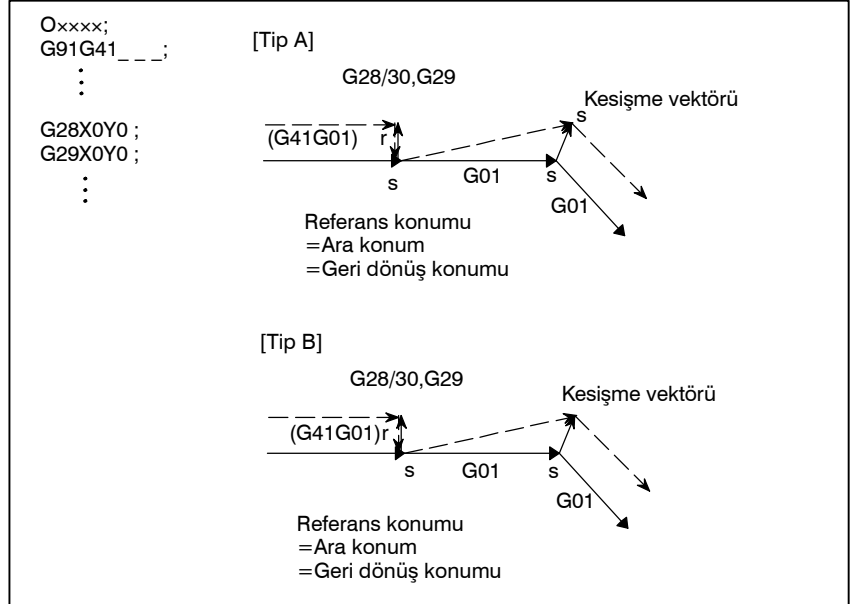 O××××;
G91G41_ _ _;
G28X0Y0 ;
G29X0Y0 ;
[Tip A]
G28/30,G29
Kesişme vektörü
s
(G41G01)
r
s
G01
s
G01
Referans konumu
=Ara konum
=Geri dönüş konumu
[Tip B]
G28/30,G29
Kesişme vektörü
(G41G01)
r
s
G01
s
G01
Referans konumu
=Ara konum
=Geri dönüş konumu